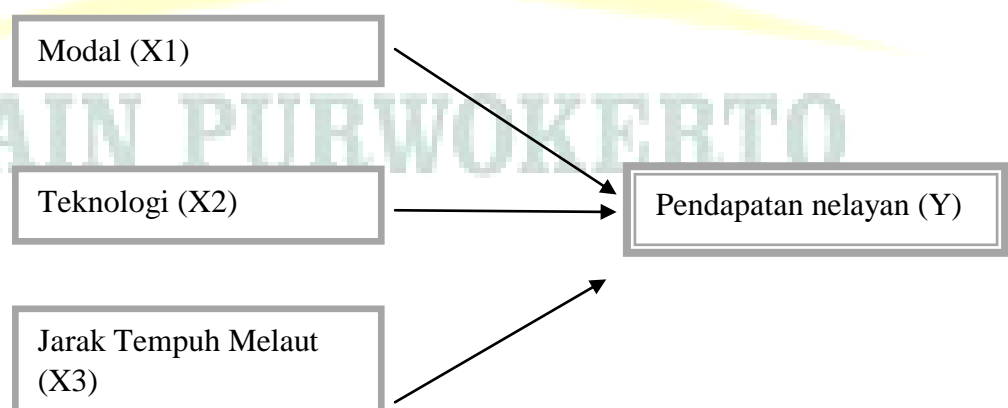 Modal (X1)
AIN PURWOKERTO
Teknologi (X2)
Pendapatan nelayan (Y)
Jarak Tempuh Melaut
(X3)